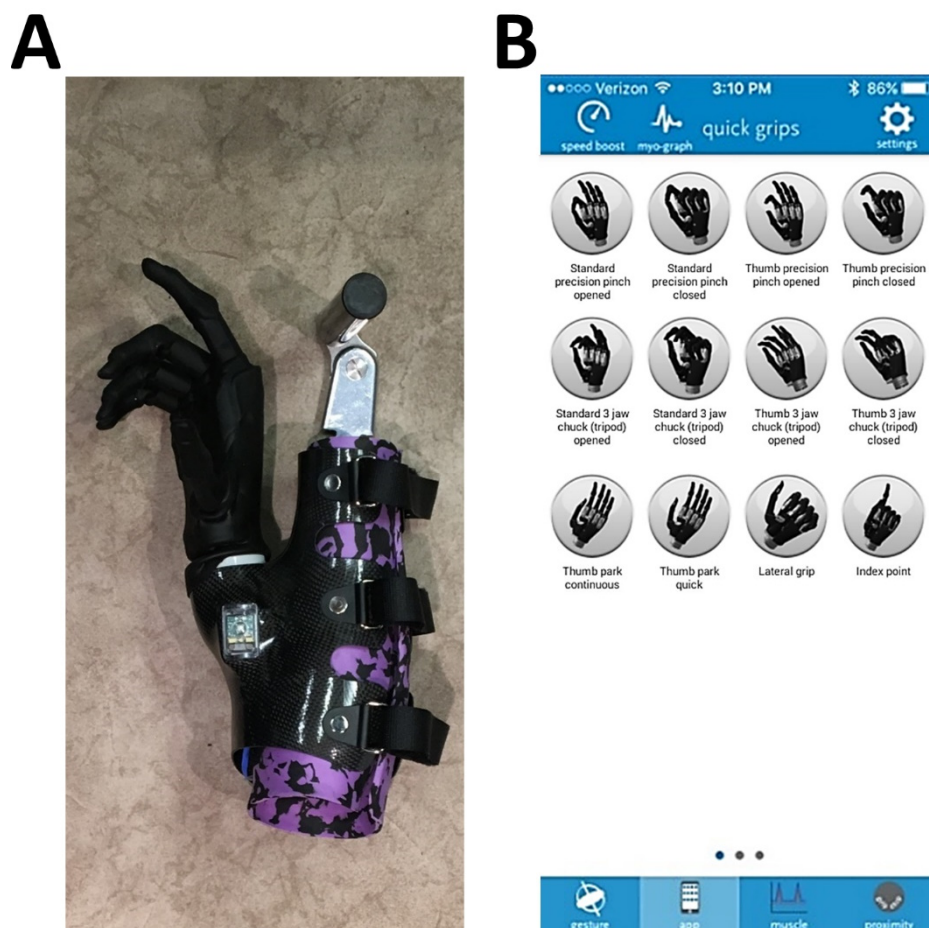 A
B
Verizon 3:10 PM 86%
speed boost myo-graph quick grips settings
Standard precision pinch opened
Standard precision pinch closed
Thumb precision pinch opened
Thumb precision pinch closed
Standard 3 jaw chuck (tripod) opened
Standard 3 jaw chuck (tripod) closed
Thumb 3 jaw chuck (tripod) opened
Thumb 3 jaw chuck (tripod) closed
Thumb park continuous
Thumb park quick
Lateral grip
Index point
gesture app muscle proximity